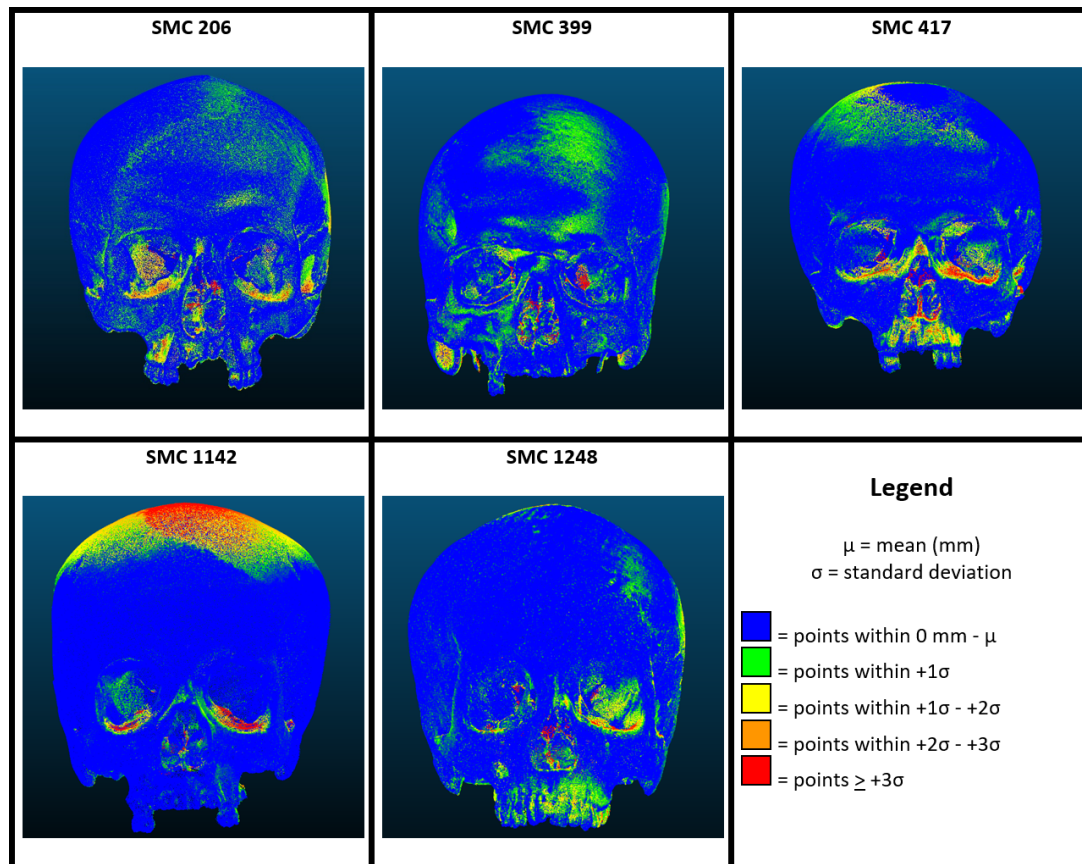 SMC 206
SMC 399
SMC 417
SMC 1142
SMC 1248
Legend
μ = mean (mm)
σ = standard deviation
= points within 0 mm - μ
= points within +1σ
= points within +1σ - +2σ
= points within +2σ - +3σ
= points ≥ +3σ